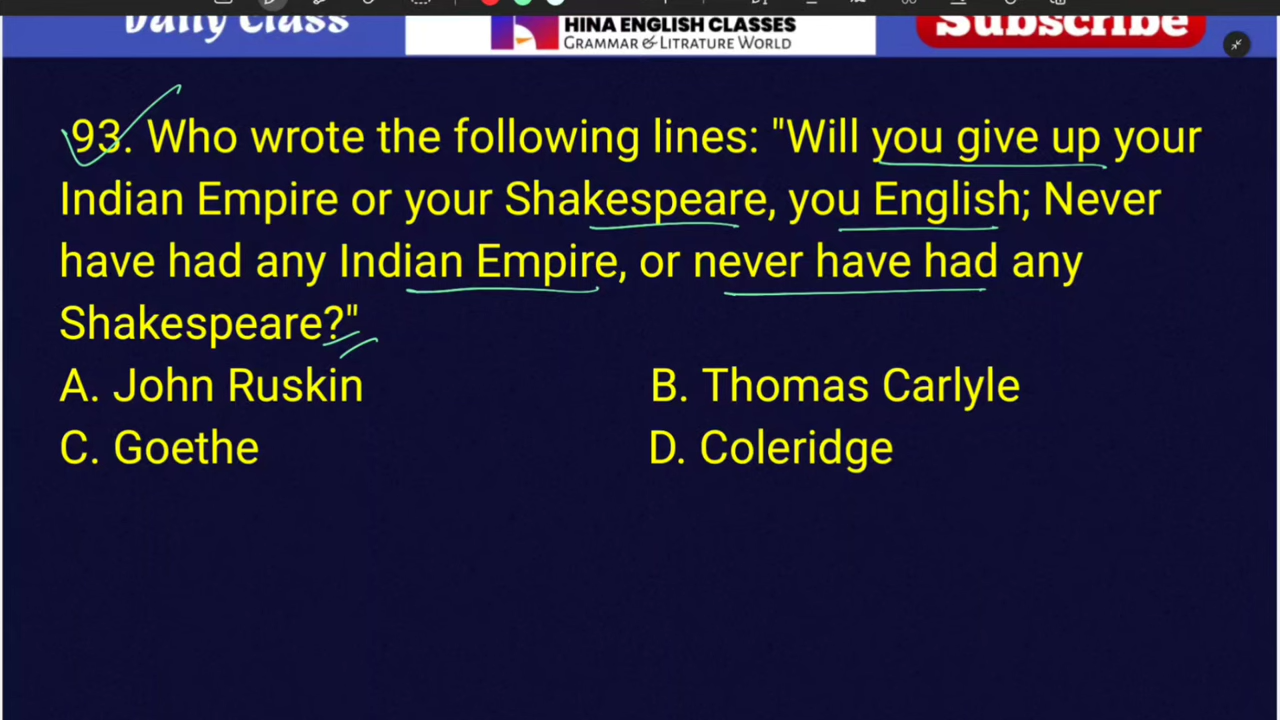 Daily Class
HINA ENGLISH CLASSES
GRAMMAR & LITRATURE WORLD
Subscribe
93. Who wrote the following lines: "Will you give up your
Indian Empire or your Shakespeare, you English; Never
have had any Indian Empire, or never have had any
Shakespeare?"
A. John Ruskin
B. Thomas Carlyle
C. Goethe
D. Coleridge